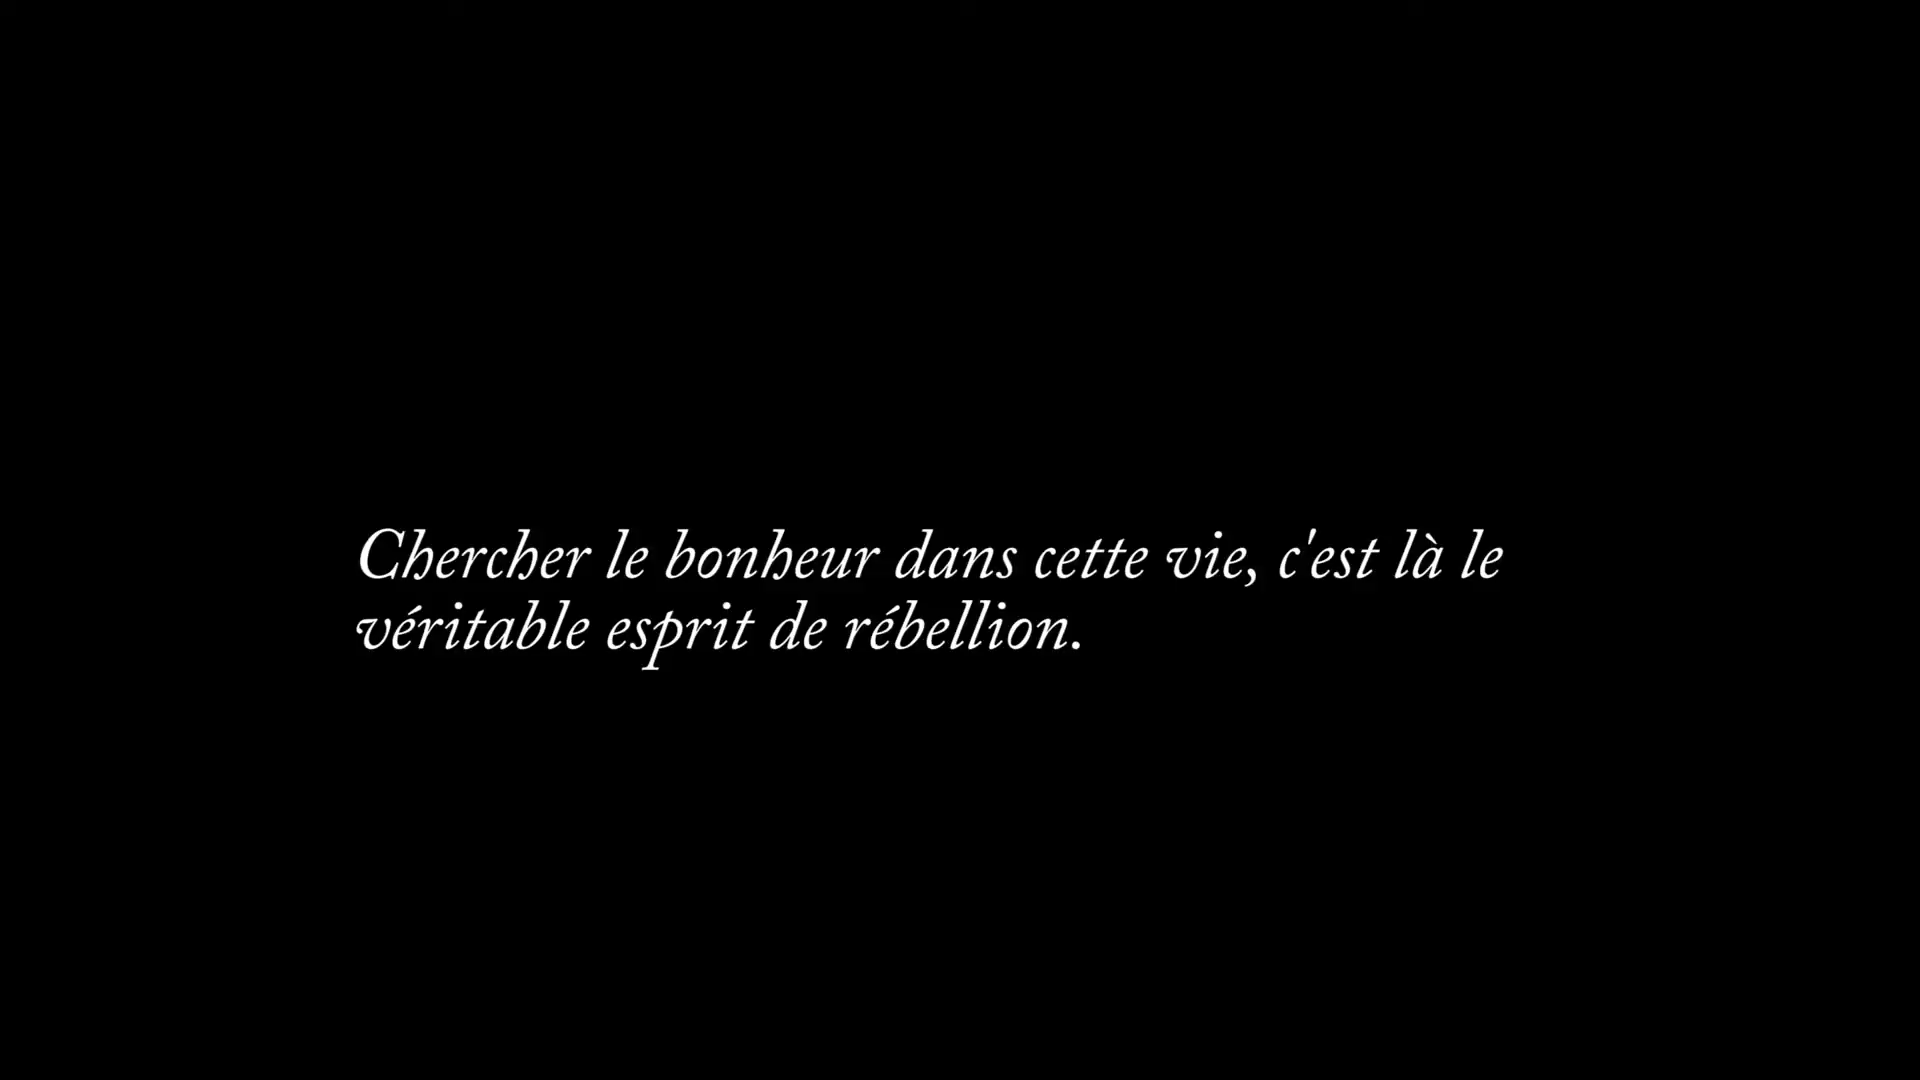 Chercher le bonheur dans cette vie, c'est là le
véritable esprit de rébellion.